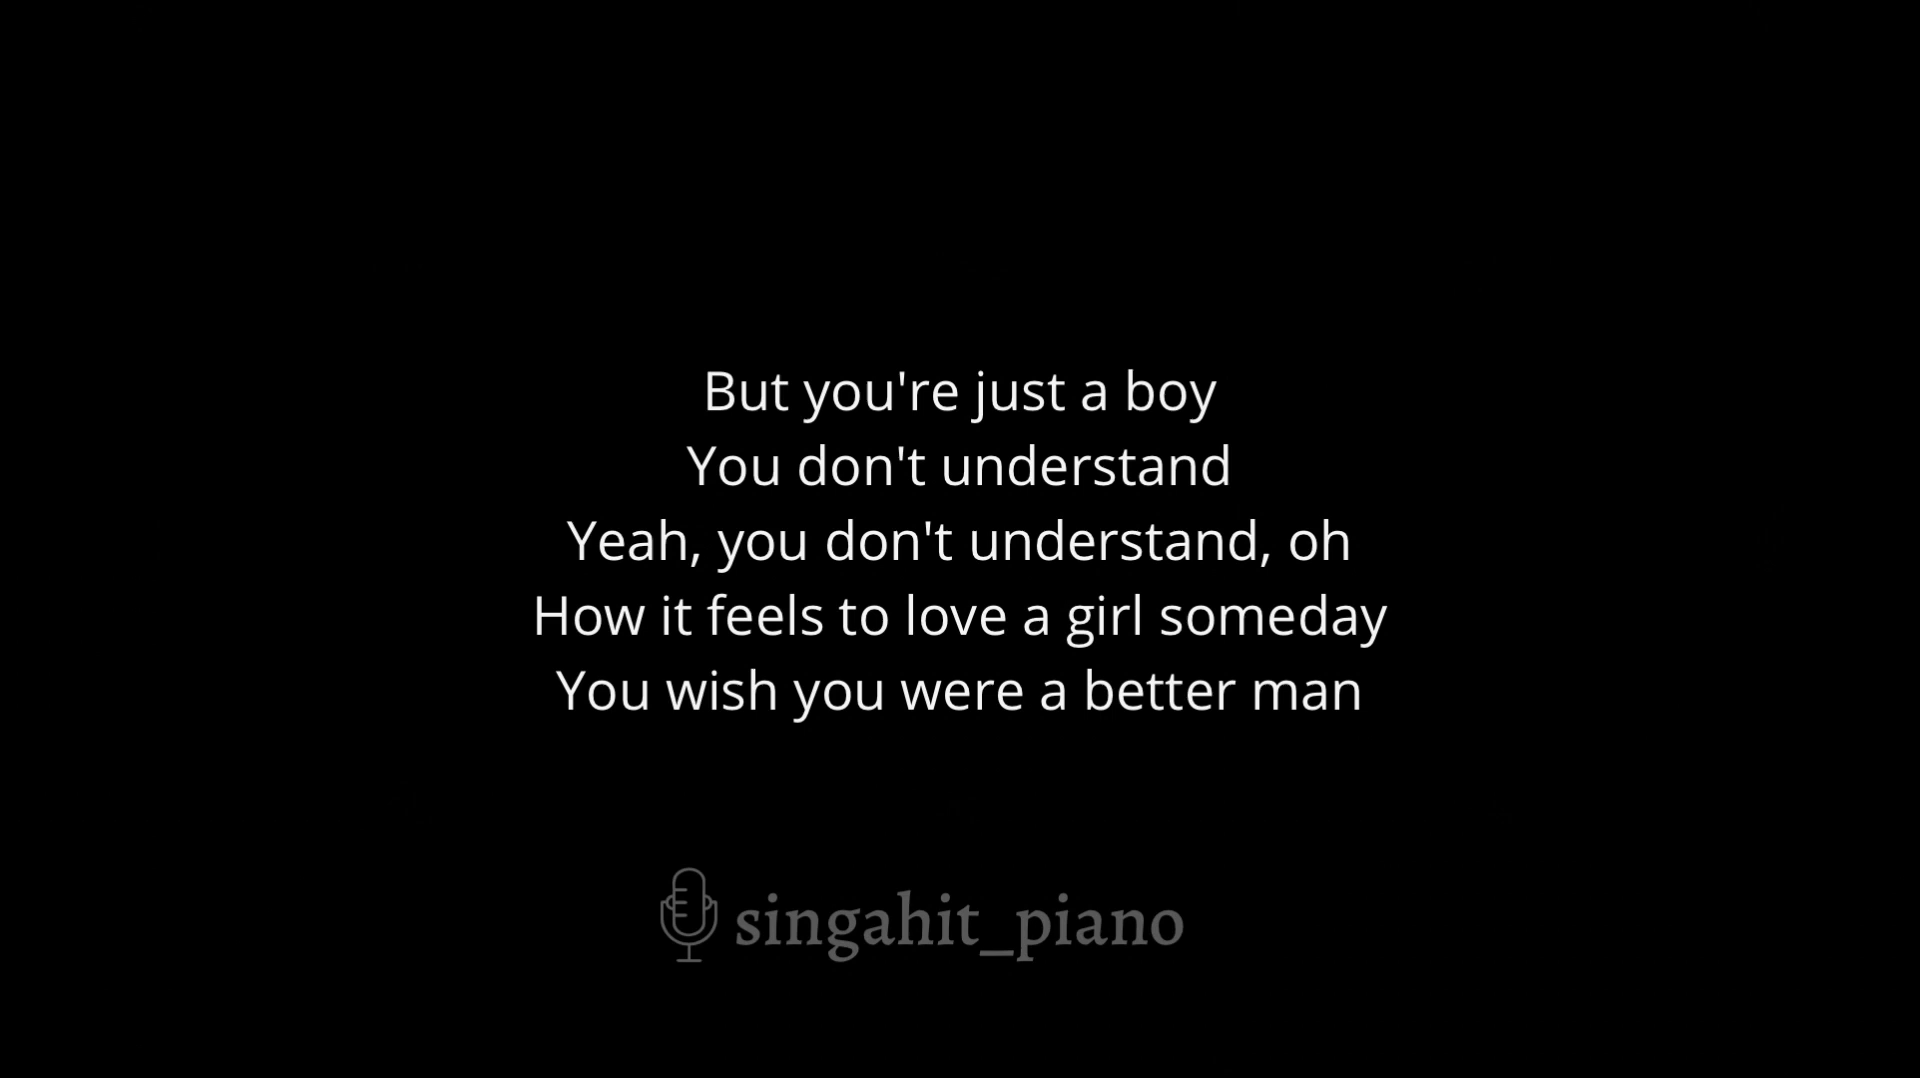 But you're just a boy
You don't understand
Yeah, you don't understand, oh
How it feels to love a girl someday
You wish you were a better man
singahit_piano